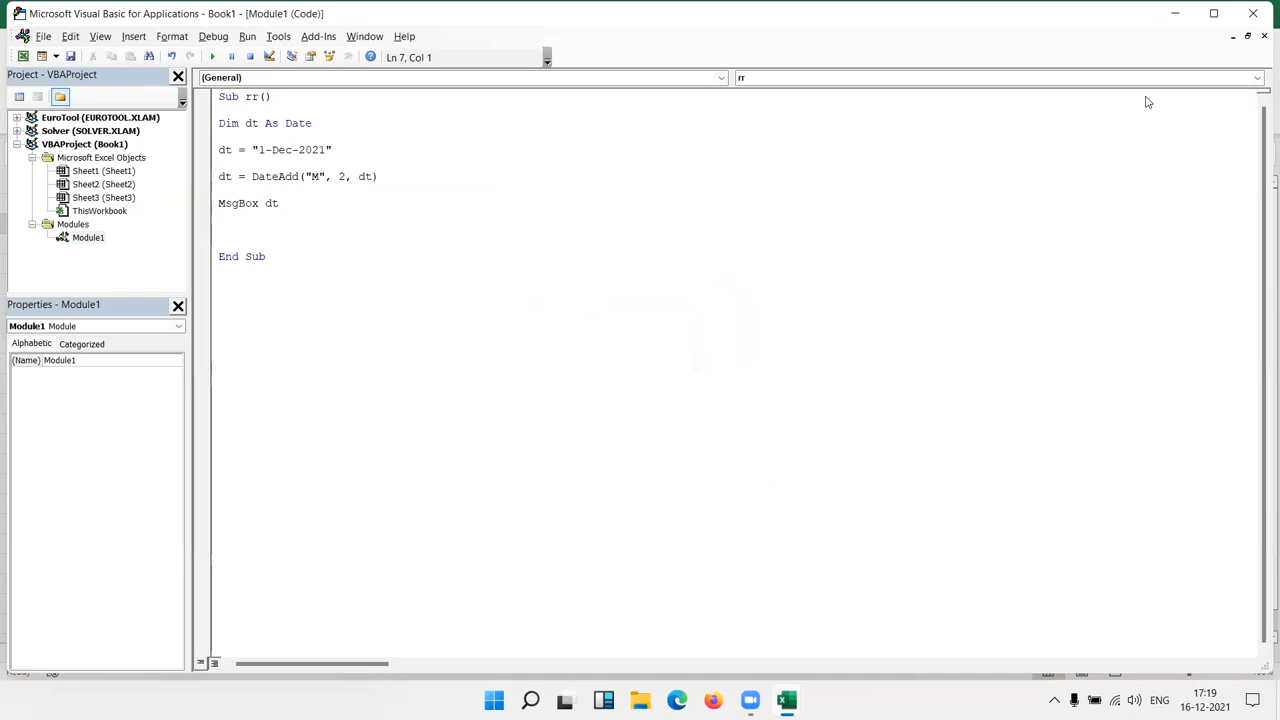 Microsoft Visual Basic for Applications - Book1 - [Module1 (Code)]
File Edit View Insert Format Debug Run Tools Add-Ins Window Help
Ln 7, Col 1
Project - VBAProject
(General)
rr
EuroTool (EUROTOOL.XLAM)
Solver (SOLVER.XLAM)
VBAProject (Book1)
Microsoft Excel Objects
Sheet1 (Sheet1)
Sheet2 (Sheet2)
Sheet3 (Sheet3)
ThisWorkbook
Modules
Module1
Sub rr()
Dim dt As Date
dt = "1-Dec-2021"
dt = DateAdd("M", 2, dt)
MsgBox dt
End Sub
Properties - Module1
Module1 Module
Alphabetic Categorized
(Name) Module1
ENG
17:19
16-12-2021